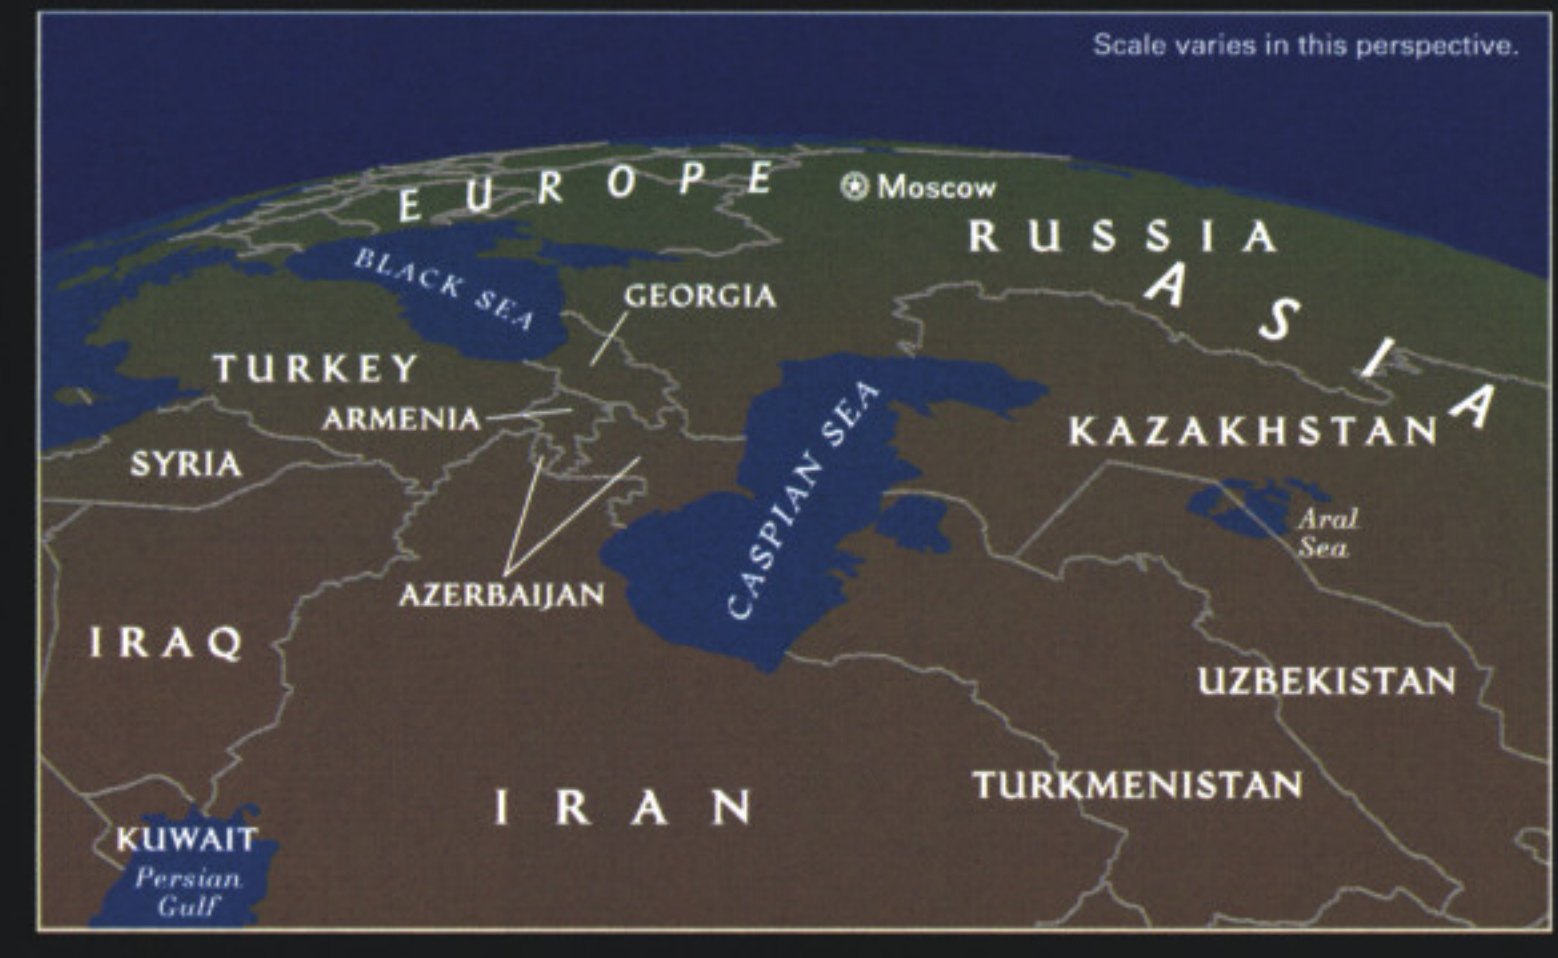 Scale varies in this perspective.
EUROPE
Moscow
RUSSIA
ASIA
BLACK SEA
GEORGIA
TURKEY
ARMENIA
CASPIAN SEA
KAZAKHSTAN
SYRIA
Aral
Sea
AZERBAIJAN
IRAQ
UZBEKISTAN
TURKMENISTAN
IRAN
KUWAIT
Persian
Gulf